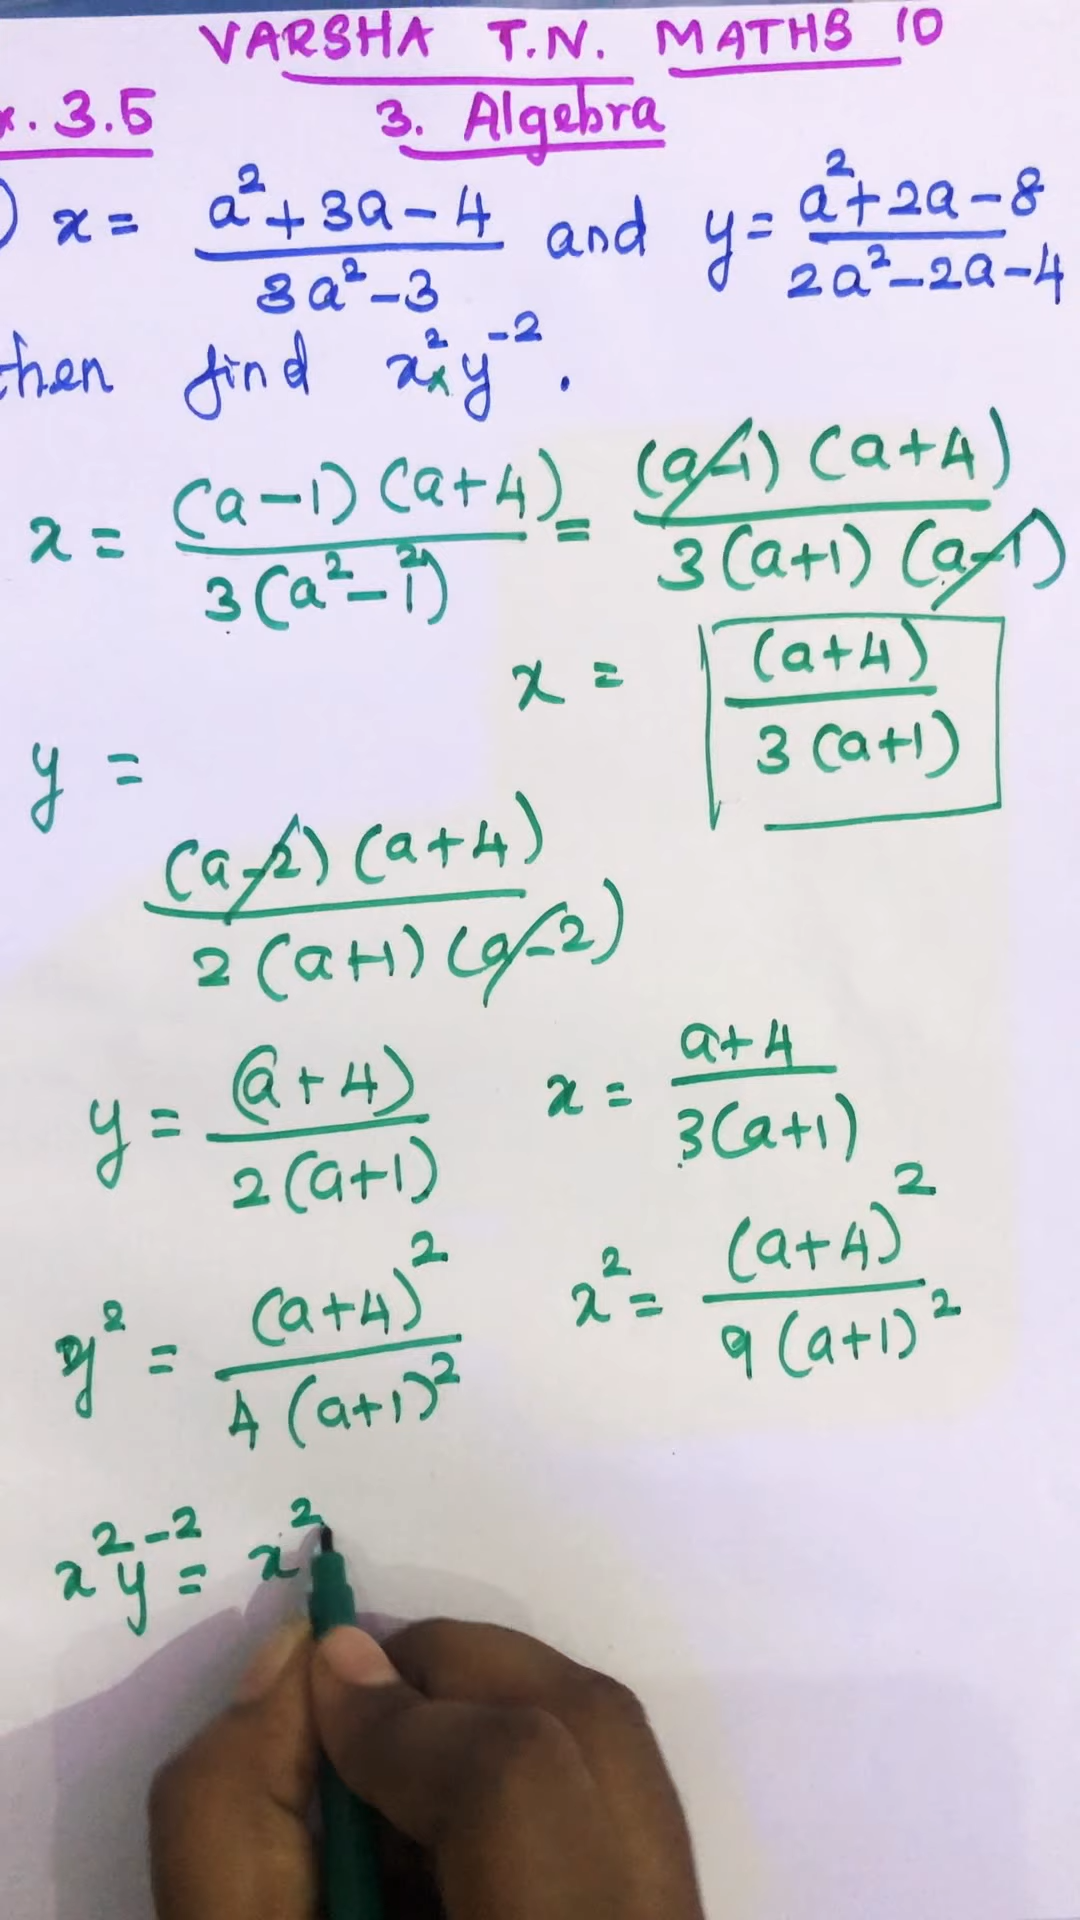 VARSHA T.N. MATHS 10
x. 3.5 3. Algebra
) x = a² + 3a - 4 / 3a² - 3 and y = a² + 2a - 8 / 2a² - 2a - 4
then find x² × y⁻² .
x = (a-1) (a+4) / 3(a² - 1²) = (a-1) (a+4) / 3(a+1) (a-1)
x = (a+4) / 3(a+1)
y =
(a-2) (a+4) / 2(a+1) (a-2)
y = (a+4) / 2(a+1) x = a+4 / 3(a+1)
y² = (a+4)² / 4(a+1)² x² = (a+4)² / 9(a+1)²
x² y⁻² = x²